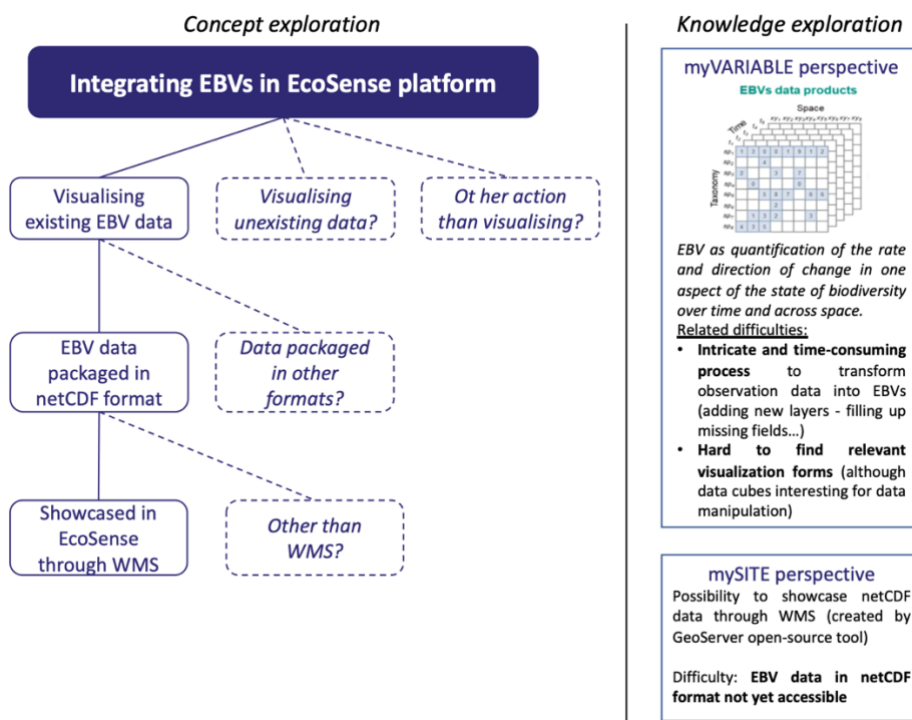 Concept exploration
Integrating EBVs in EcoSense platform
Visualising
existing EBV data
Visualising
unexisting data?
Ot her action
than visualising?
EBV data
packaged in
netCDF format
Data packaged
in other
formats?
Showcased in
EcoSense
through WMS
Other than
WMS?
Knowledge exploration
myVARIABLE perspective
EBVs data products
Space
Time
Taxonomy
EBV as quantification of the rate
and direction of change in one
aspect of the state of biodiversity
over time and across space.
Related difficulties:
• Intricate and time-consuming
process to transform
observation data into EBVs
(adding new layers - filling up
missing fields...)
• Hard to find relevant
visualization forms (although
data cubes interesting for data
manipulation)
mySITE perspective
Possibility to showcase netCDF
data through WMS (created by
GeoServer open-source tool)
Difficulty: EBV data in netCDF
format not yet accessible